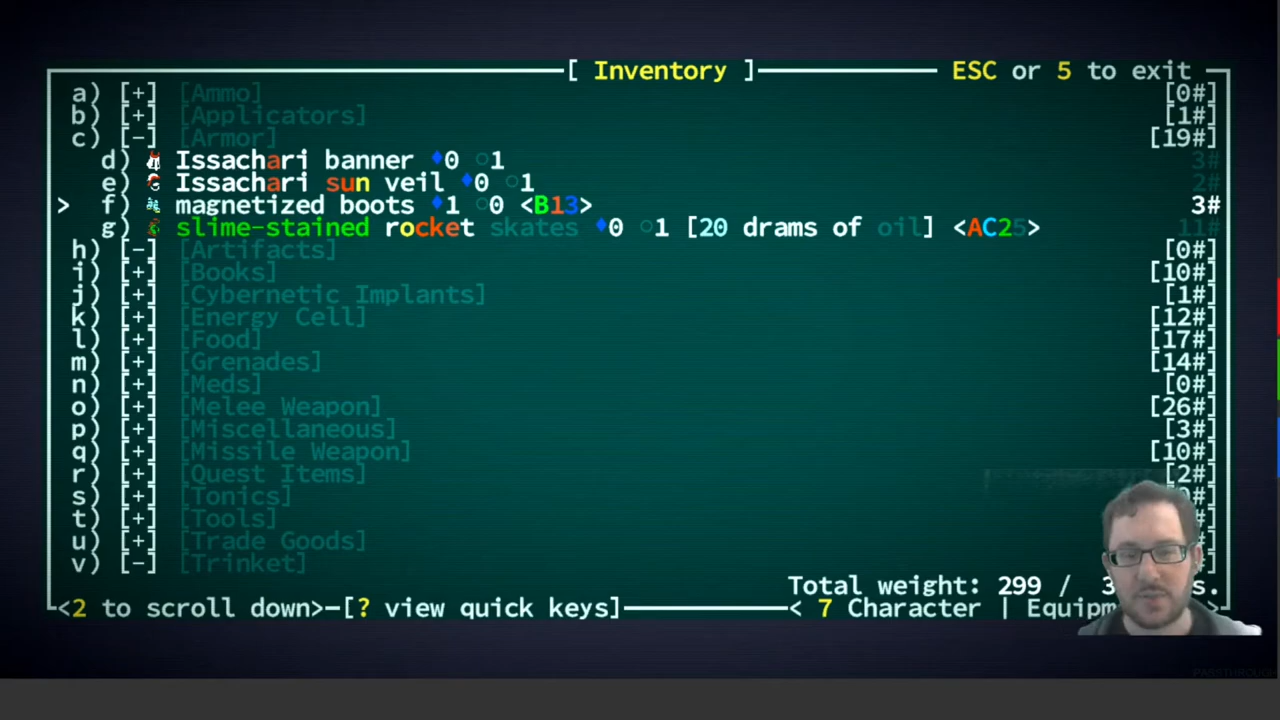 [ Inventory ] ESC or 5 to exit
a) [+] [Ammo] [0#]
b) [+] [Applicators] [1#]
c) [-] [Armor] [19#]
d) Issachari banner ♦0 ○1 3#
e) Issachari sun veil ♦0 ○1 2#
> f) magnetized boots ♦1 ○0 <B13> 3#
g) slime-stained rocket skates ♦0 ○1 [20 drams of oil] <AC25> 11#
h) [-] [Artifacts] [0#]
i) [+] [Books] [10#]
j) [+] [Cybernetic Implants] [1#]
k) [+] [Energy Cell] [12#]
l) [+] [Food] [17#]
m) [+] [Grenades] [14#]
n) [+] [Meds] [0#]
o) [+] [Melee Weapon] [26#]
p) [+] [Miscellaneous] [3#]
q) [+] [Missile Weapon] [10#]
r) [+] [Quest Items] [2#]
s) [+] [Tonics]
t) [+] [Tools]
u) [+] [Trade Goods]
v) [-] [Trinket]
Total weight: 299 /
<2 to scroll down> [? view quick keys] < 7 Character |